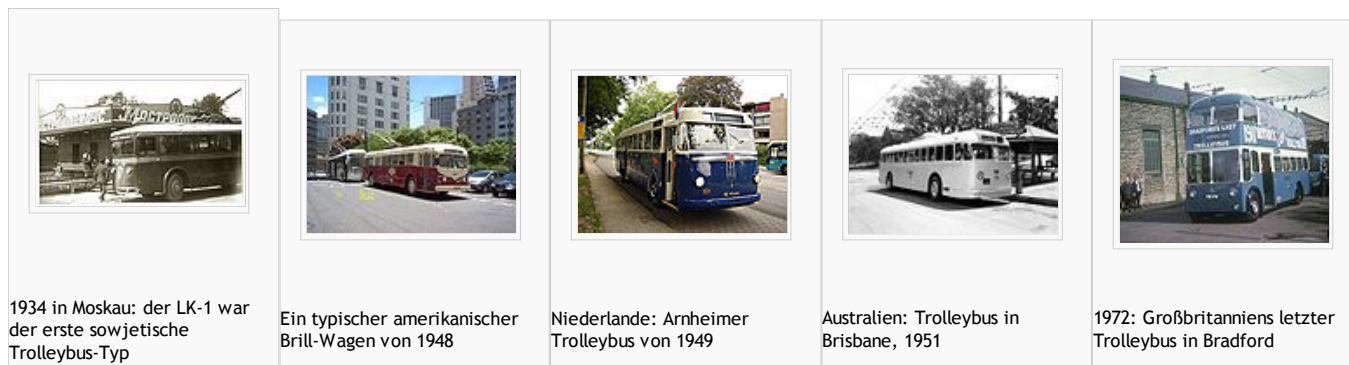 1934 in Moskau: der LK-1 war
der erste sowjetische
Trolleybus-Typ
Ein typischer amerikanischer
Brill-Wagen von 1948
Niederlande: Arnheimer
Trolleybus von 1949
Australien: Trolleybus in
Brisbane, 1951
1972: Großbritanniens letzter
Trolleybus in Bradford